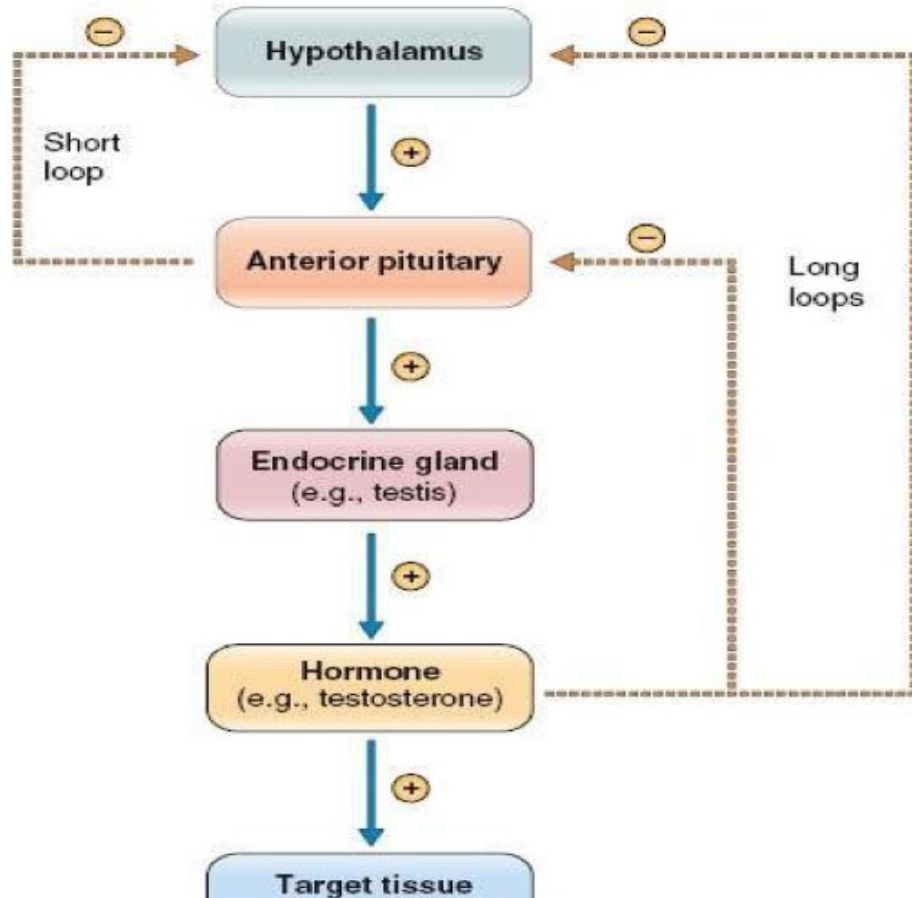 −
−
Hypothalamus
Short
loop
+
−
Anterior pituitary
Long
loops
+
Endocrine gland
(e.g., testis)
+
Hormone
(e.g., testosterone)
+
Target tissue